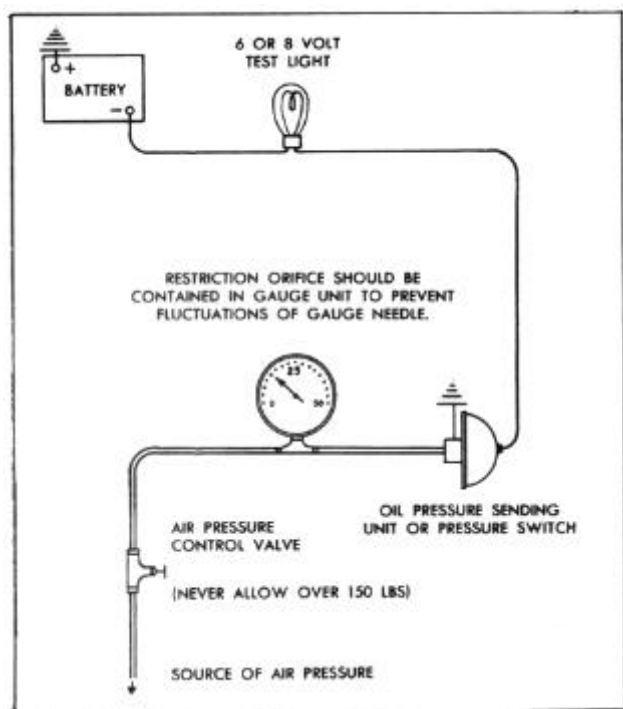 6 OR 8 VOLT
TEST LIGHT
+
BATTERY
−
RESTRICTION ORIFICE SHOULD BE
CONTAINED IN GAUGE UNIT TO PREVENT
FLUCTUATIONS OF GAUGE NEEDLE.
25
0 50
OIL PRESSURE SENDING
UNIT OR PRESSURE SWITCH
AIR PRESSURE
CONTROL VALVE
(NEVER ALLOW OVER 150 LBS)
SOURCE OF AIR PRESSURE